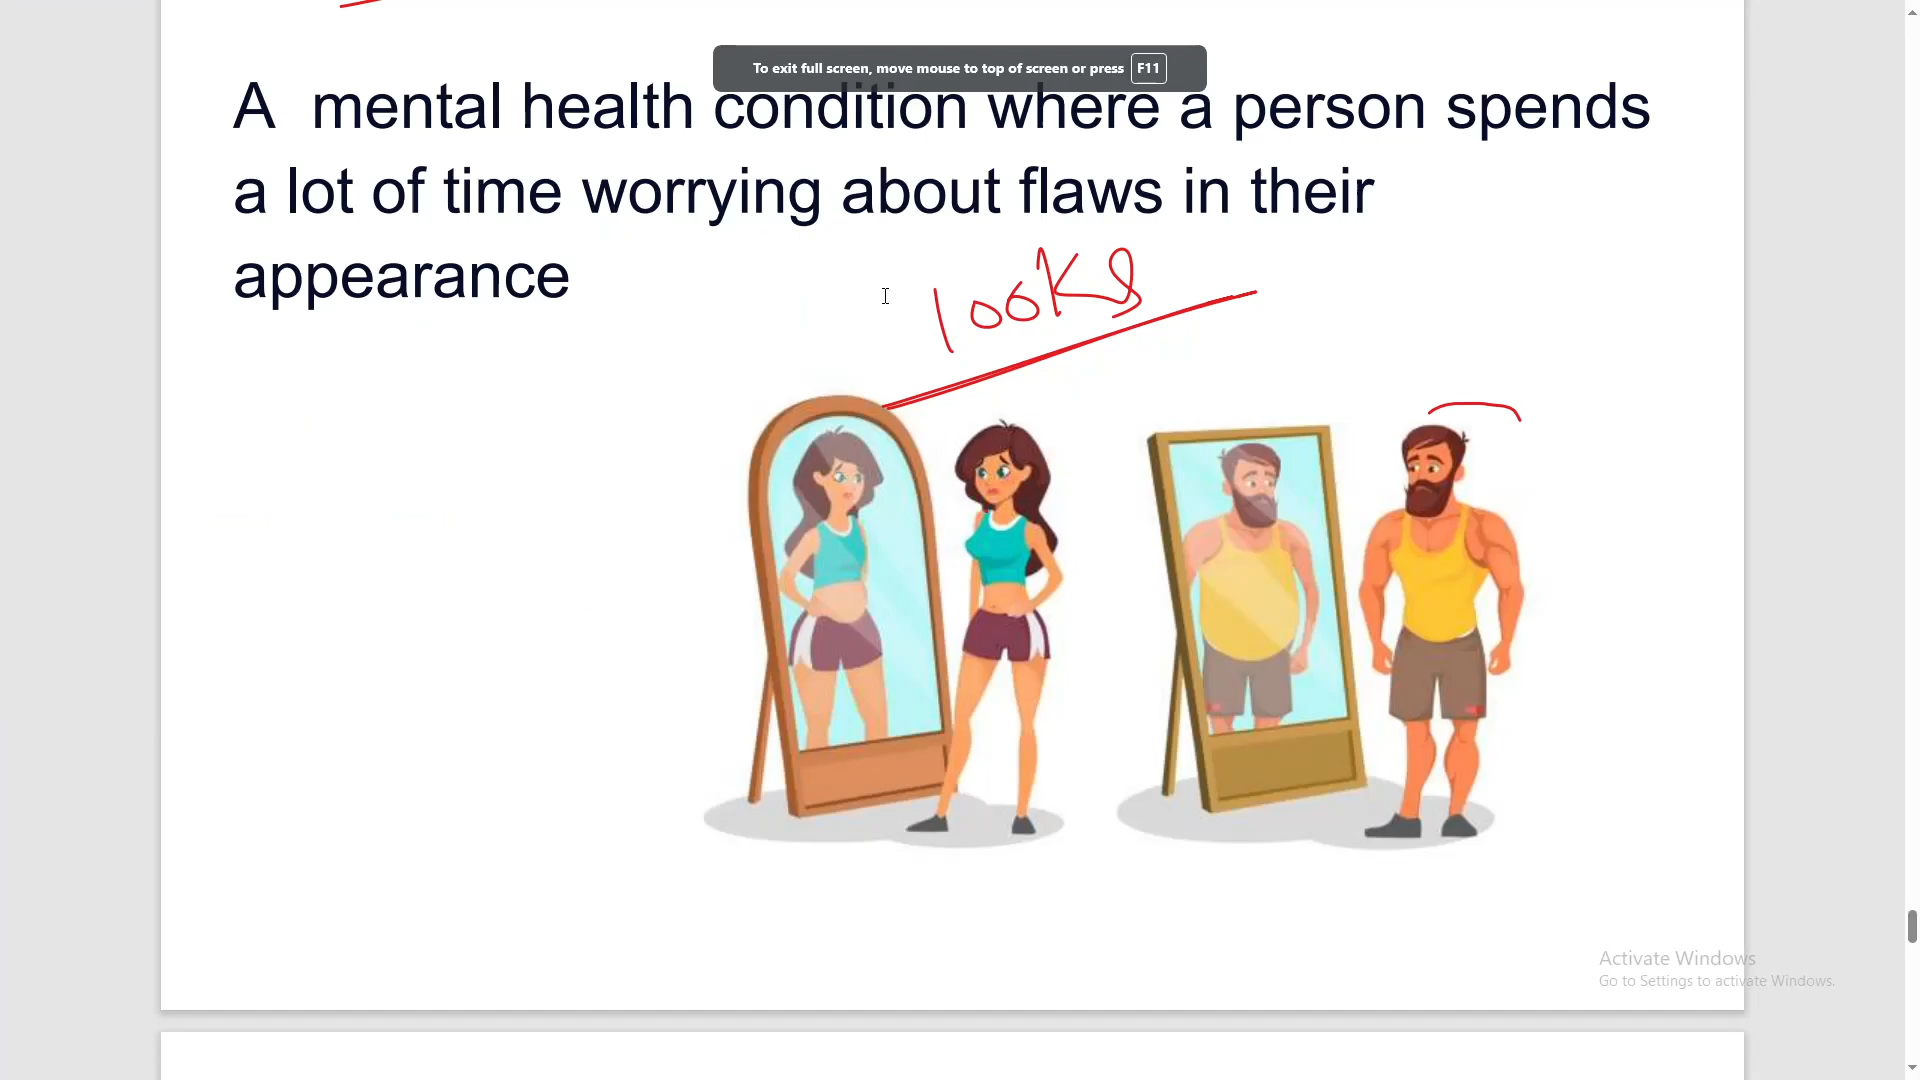 To exit full screen, move mouse to top of screen or press F11
A mental health condition where a person spends
a lot of time worrying about flaws in their
appearance
100Kg
Activate Windows
Go to Settings to activate Windows.